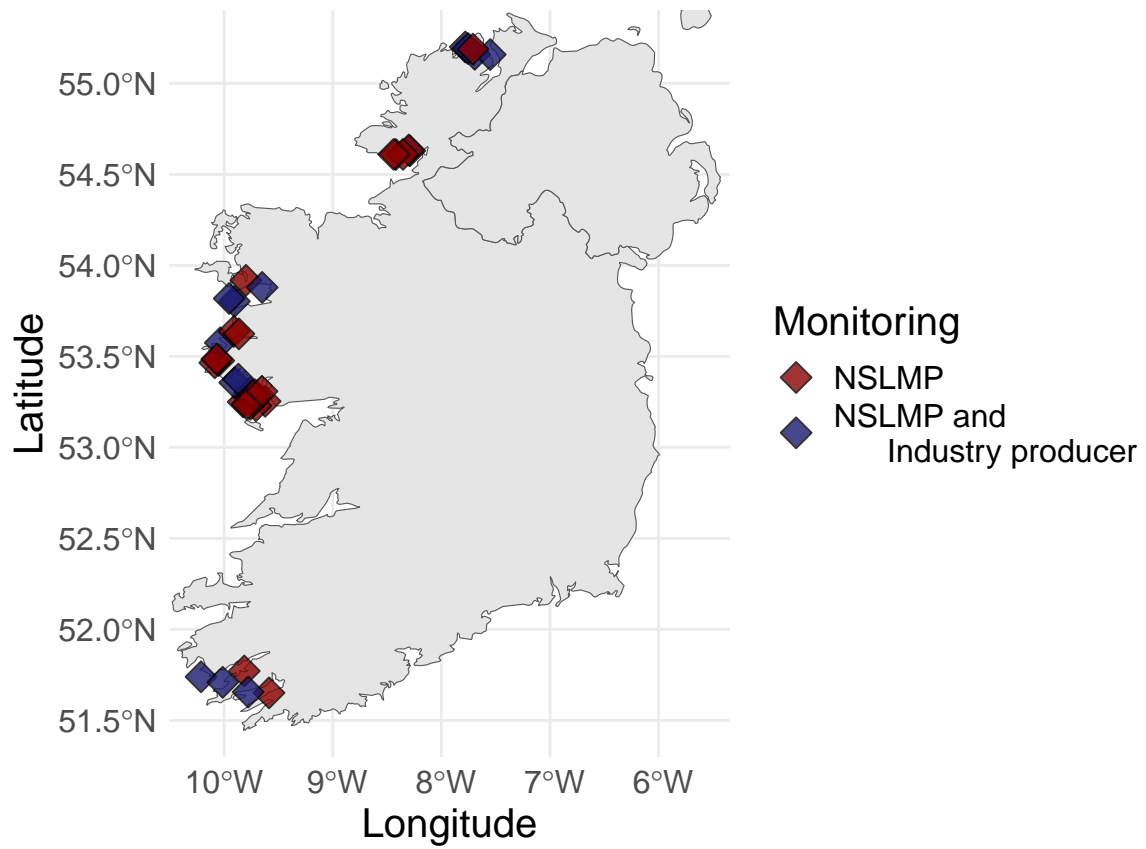 55.0°N
54.5°N
54.0°N
53.5°N
53.0°N
52.5°N
52.0°N
51.5°N
Latitude
10°W 9°W 8°W 7°W 6°W
Longitude
Monitoring
NSLMP
NSLMP and
Industry producer